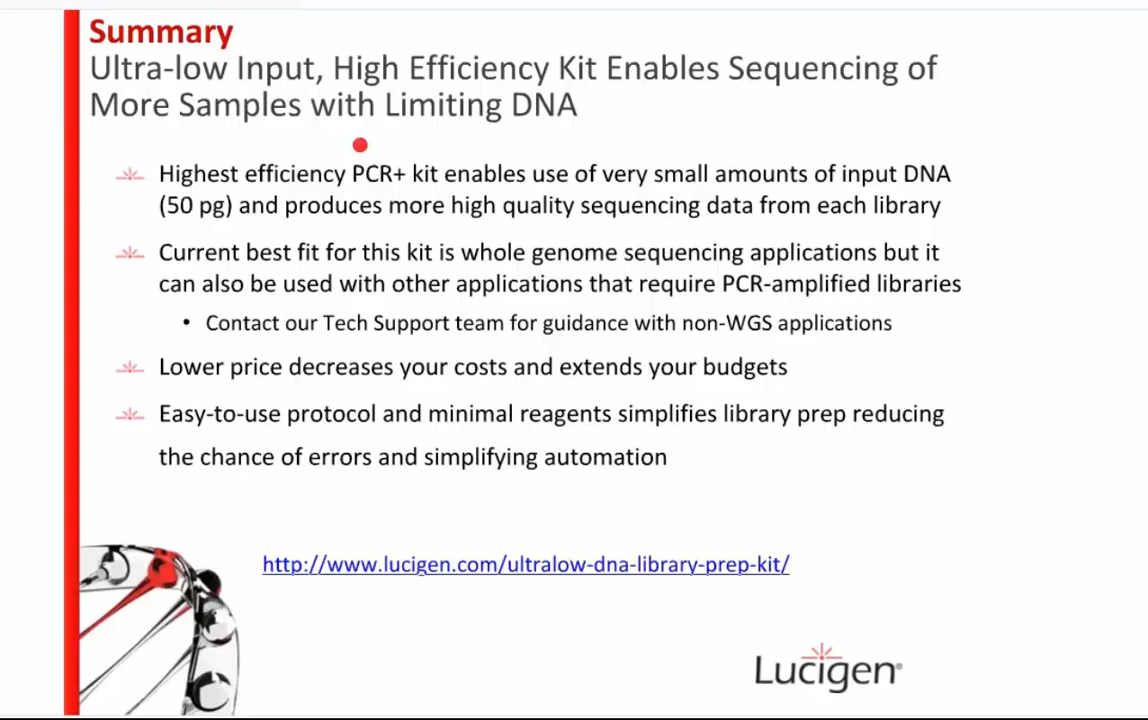 Summary
Ultra-low Input, High Efficiency Kit Enables Sequencing of
More Samples with Limiting DNA
Highest efficiency PCR+ kit enables use of very small amounts of input DNA
(50 pg) and produces more high quality sequencing data from each library
Current best fit for this kit is whole genome sequencing applications but it
can also be used with other applications that require PCR-amplified libraries
• Contact our Tech Support team for guidance with non-WGS applications
Lower price decreases your costs and extends your budgets
Easy-to-use protocol and minimal reagents simplifies library prep reducing
the chance of errors and simplifying automation
http://www.lucigen.com/ultralow-dna-library-prep-kit/
Lucigen®